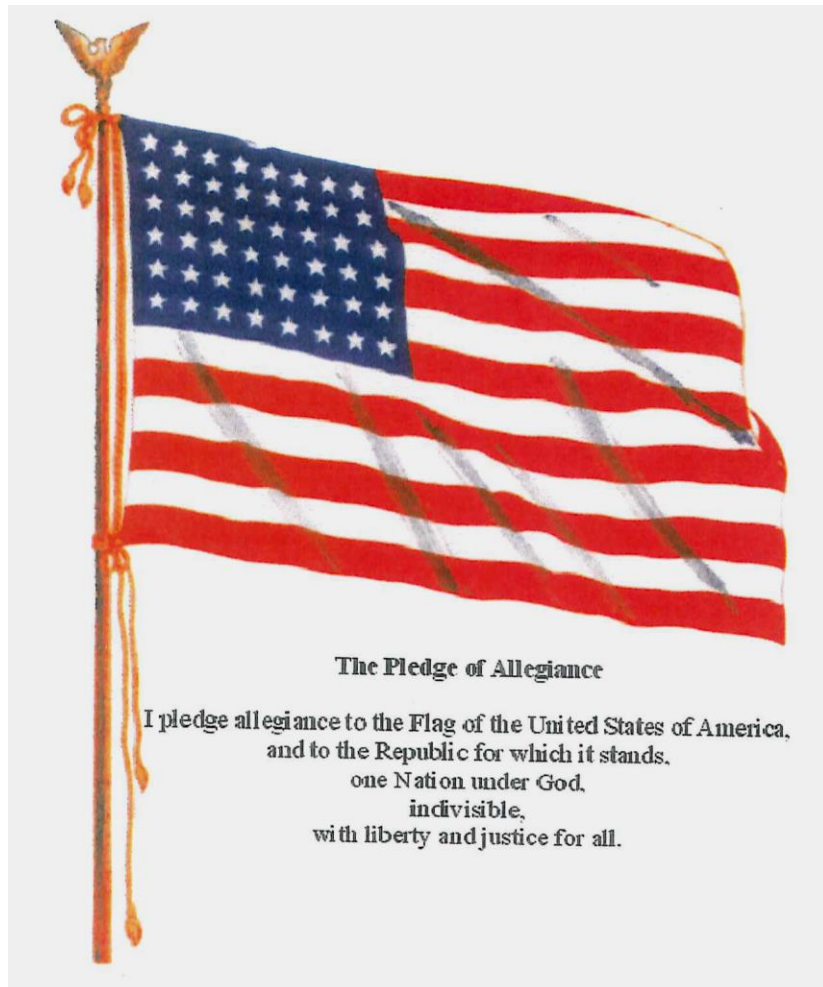 The Pledge of Allegiance
I pledge allegiance to the Flag of the United States of America,
and to the Republic for which it stands,
one Nation under God,
indivisible,
with liberty and justice for all.